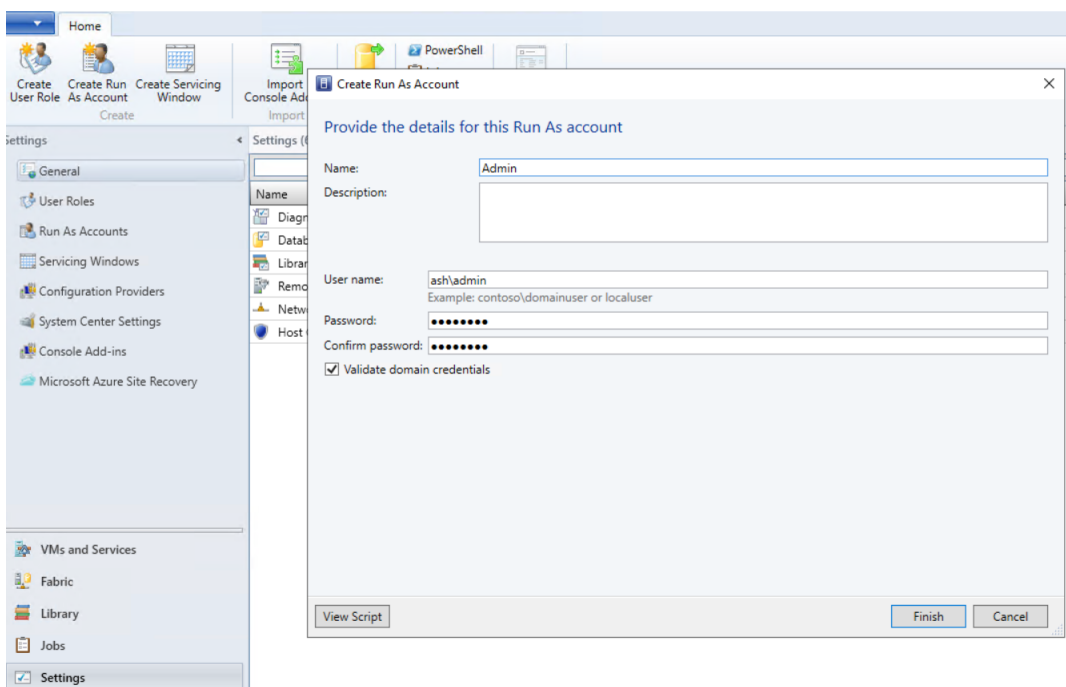 Home
PowerShell
Create User Role
Create Run As Account
Create Servicing Window
Import Console Ad
Create
Import
Settings
Settings (
General
User Roles
Run As Accounts
Servicing Windows
Configuration Providers
System Center Settings
Console Add-ins
Microsoft Azure Site Recovery
Name
Diagn
Datab
Librar
Remo
Netw
Host
VMs and Services
Fabric
Library
Jobs
Settings
Create Run As Account
Provide the details for this Run As account
Name: Admin
Description:
User name: ash\admin
Example: contoso\domainuser or localuser
Password: ●●●●●●●●
Confirm password: ●●●●●●●●
Validate domain credentials
View Script
Finish
Cancel